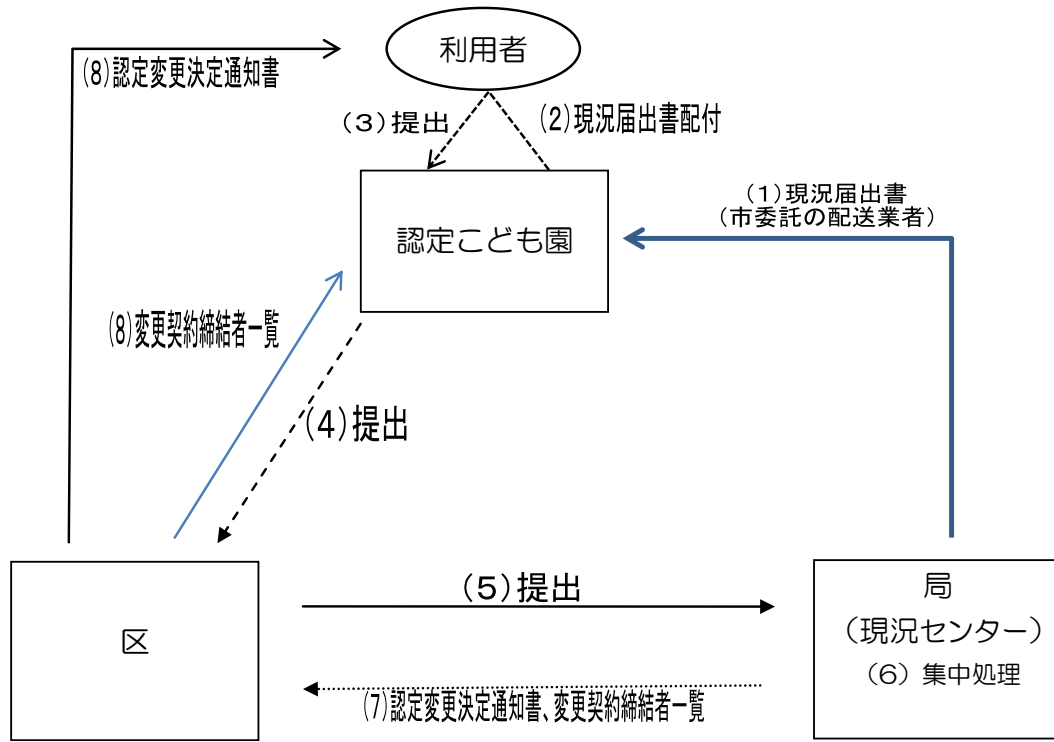 利用者
(8)認定変更決定通知書
(3)提出
(2)現況届出書配付
(1)現況届出書
（市委託の配送業者）
認定こども園
(8)変更契約締結者一覧
(4)提出
(5)提出
局
（現況センター）
（6）集中処理
区
(7)認定変更決定通知書、変更契約締結者一覧